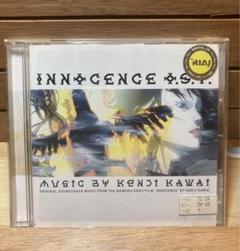 RIAJ
INNOCENCE O.S.T.
MUSIC BY KENJI KAWAI
ORIGINAL SOUNDTRACK MUSIC FROM THE MAMORU OSHII FILM "INNOCENCE" BY KENJI KAWAI